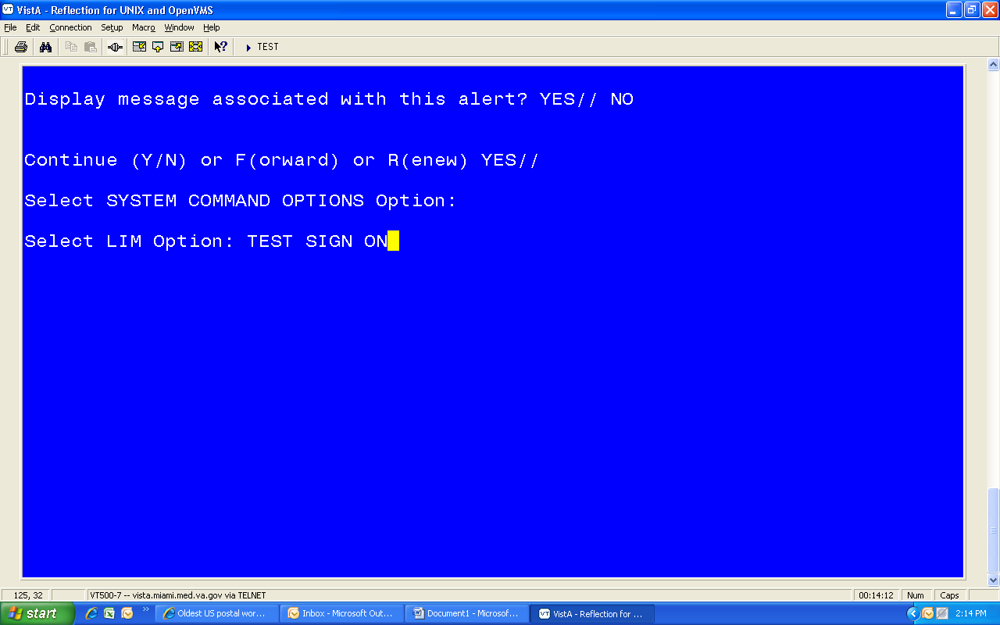 VT VistA - Reflection for UNIX and OpenVMS
File Edit Connection Setup Macro Window Help
TEST
Display message associated with this alert? YES// NO
Continue (Y/N) or F(orward) or R(enew) YES//
Select SYSTEM COMMAND OPTIONS Option:
Select LIM Option: TEST SIGN ON
125, 32 VT500-7 -- vista.miami.med.va.gov via TELNET 00:14:12 Num Caps
start » Oldest US postal wor... Inbox - Microsoft Out... Document1 - Microsof... VT VistA - Reflection for ... 2:14 PM